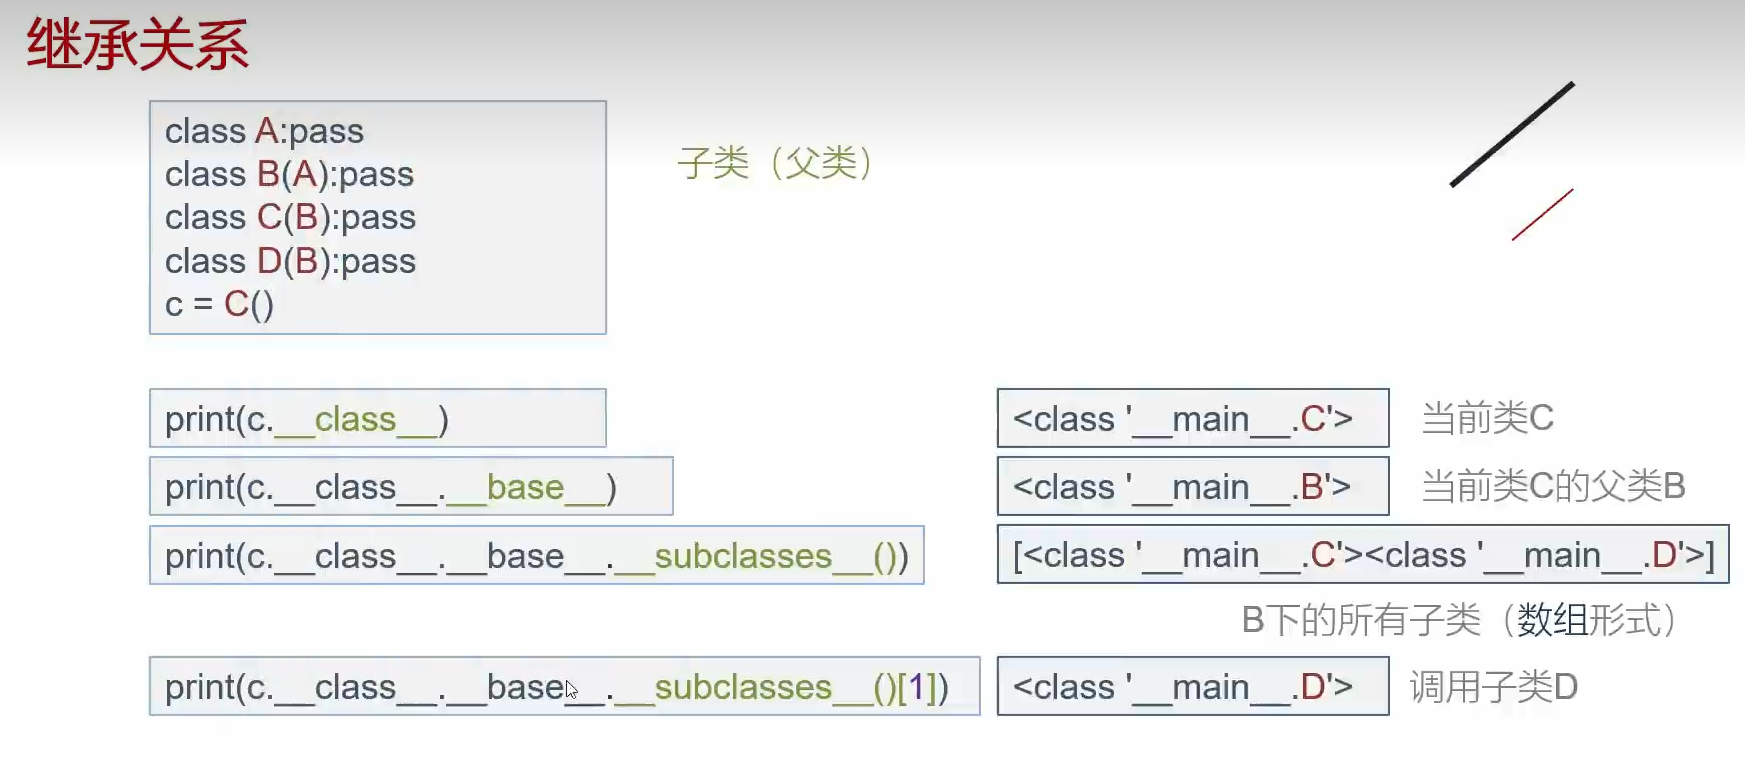 继承关系
class A:pass
class B(A):pass
class C(B):pass
class D(B):pass
c = C()
子类（父类）
print(c.__class__)
<class '__main__.C'>
当前类C
print(c.__class__.__base__)
<class '__main__.B'>
当前类C的父类B
print(c.__class__.__base__.__subclasses__())
[<class '__main__.C'><class '__main__.D'>]
B下的所有子类（数组形式）
print(c.__class__.__base__.__subclasses__()[1])
<class '__main__.D'>
调用子类D